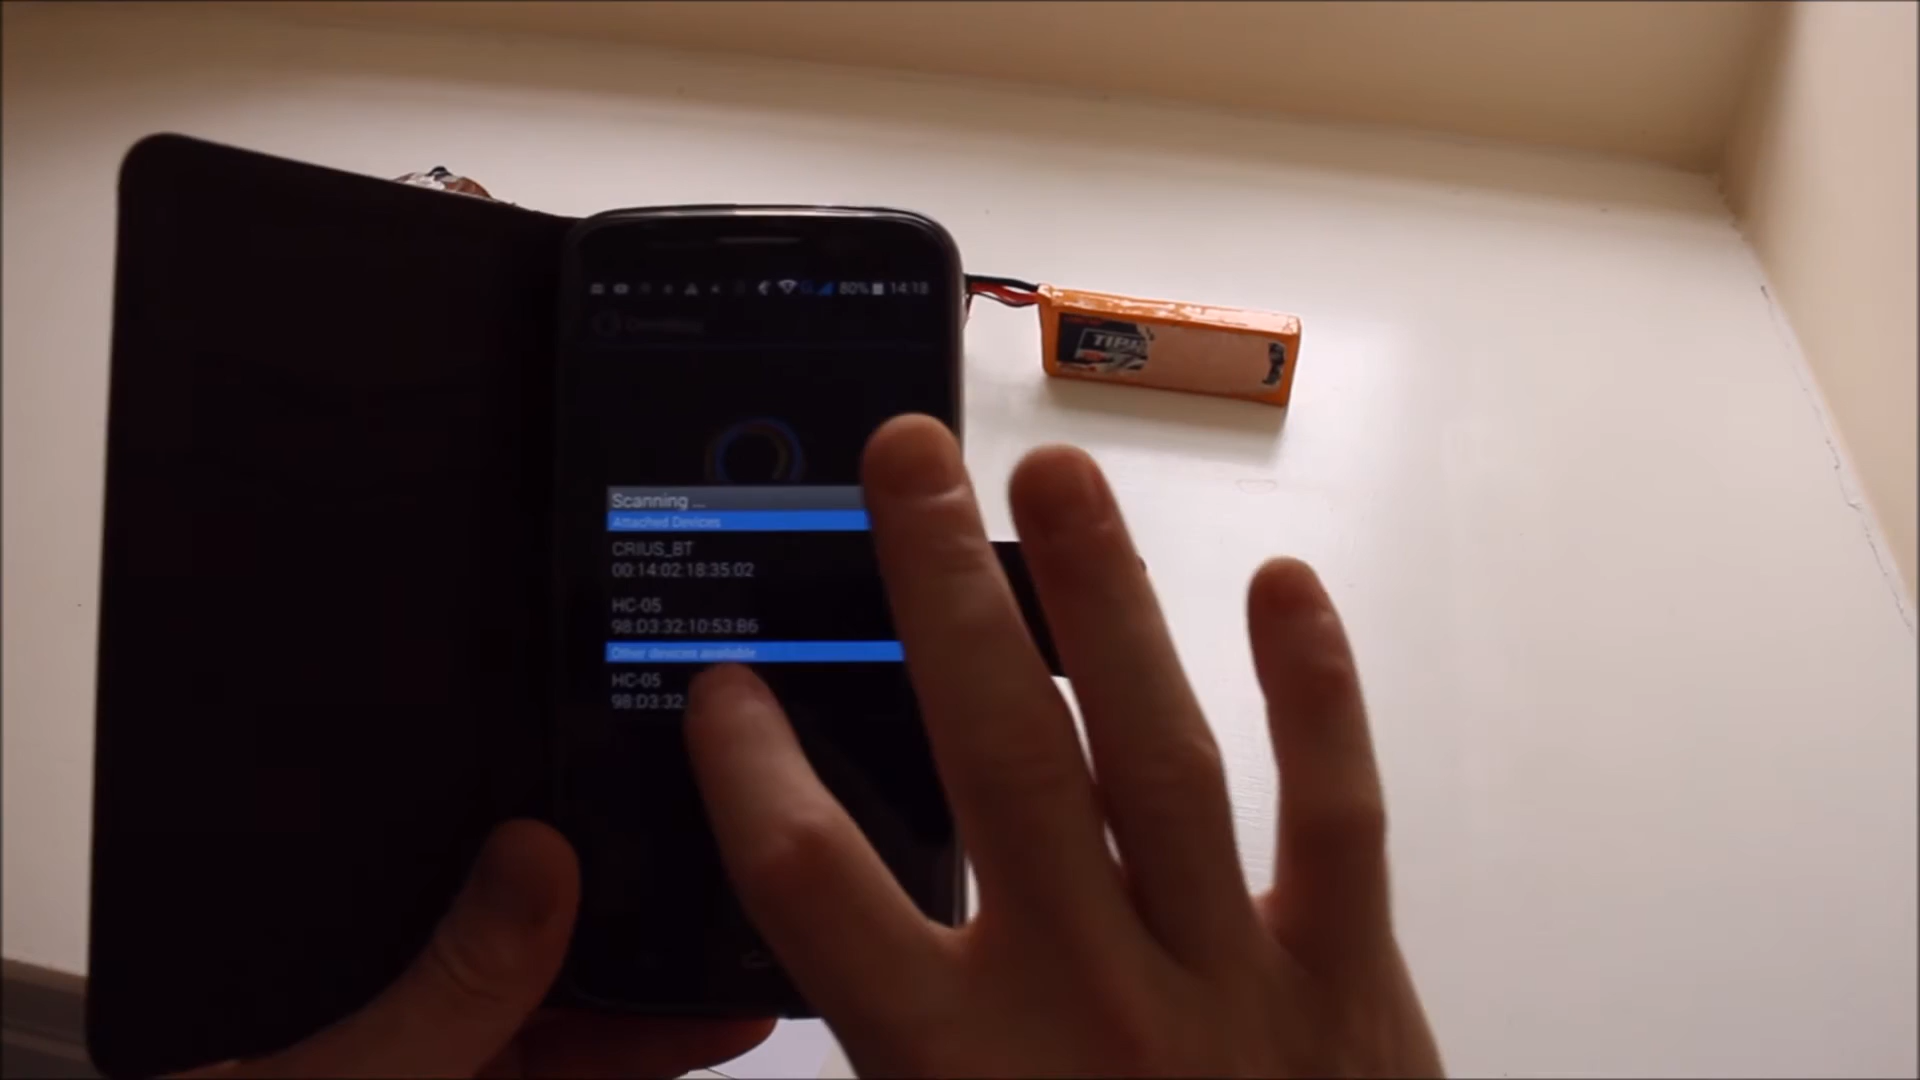 80% 14:18
Scanning ...
Attached Devices
CRIUS_BT
00:14:02:18:35:02
HC-05
98:D3:32:10:53:B6
Other devices available
HC-05
98:D3:32: